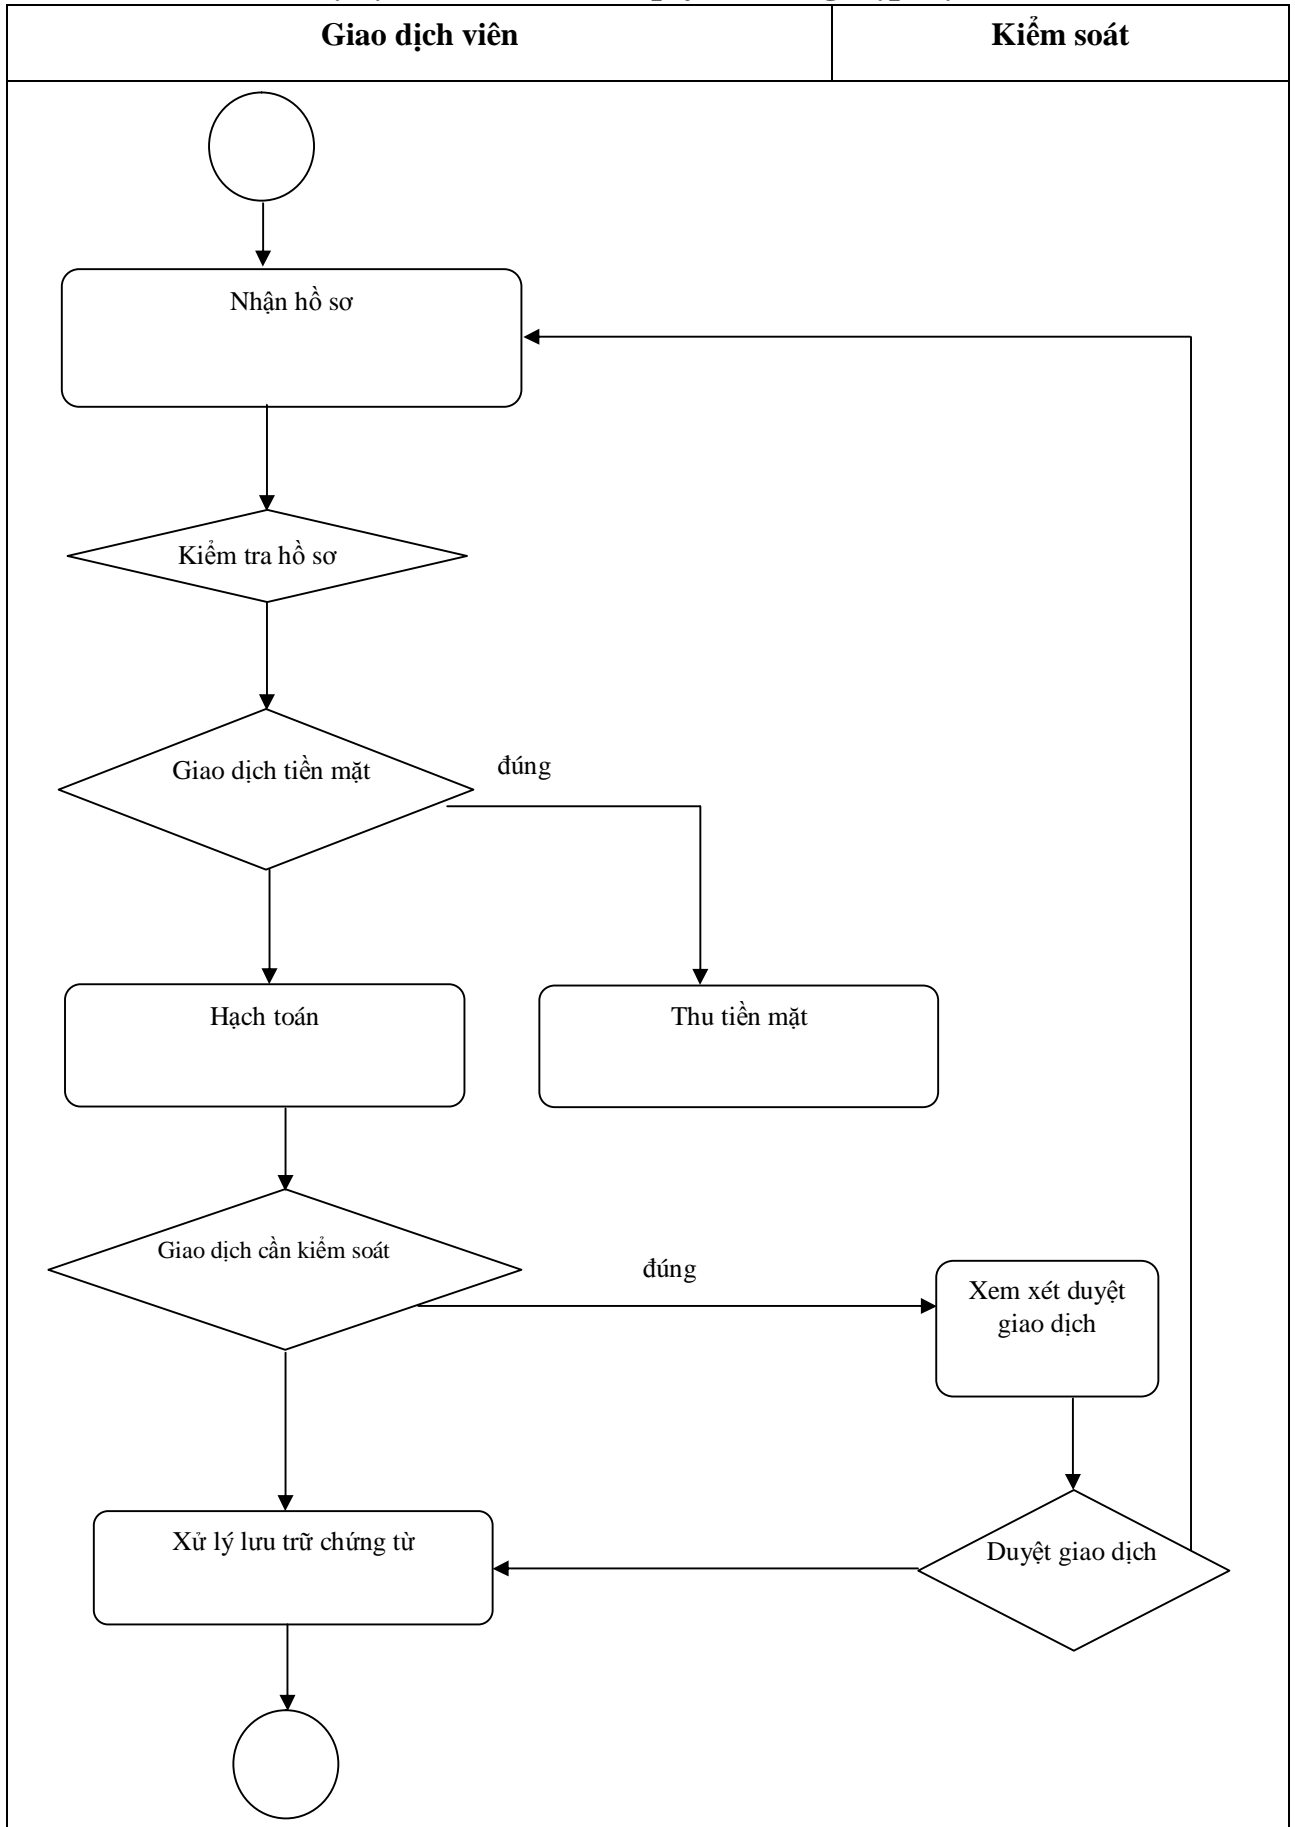 Giao dịch viên
Kiểm soát
Nhận hồ sơ
Kiểm tra hồ sơ
Giao dịch tiền mặt
đúng
Hạch toán
Thu tiền mặt
Giao dịch cần kiểm soát
đúng
Xem xét duyệt
giao dịch
Duyệt giao dịch
Xử lý lưu trữ chứng từ